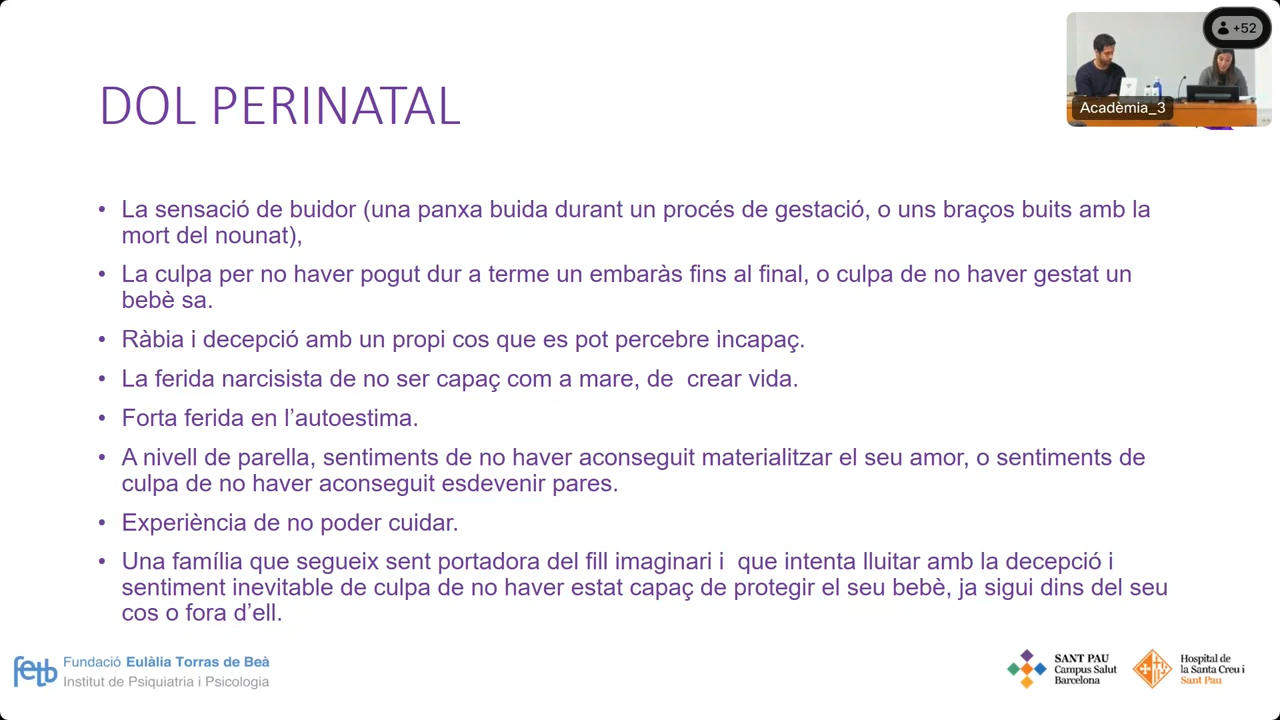 +52
Acadèmia_3
DOL PERINATAL
• La sensació de buidor (una panxa buida durant un procés de gestació, o uns braços buits amb la
mort del nounat),
• La culpa per no haver pogut dur a terme un embaràs fins al final, o culpa de no haver gestat un
bebè sa.
• Ràbia i decepció amb un propi cos que es pot percebre incapaç.
• La ferida narcisista de no ser capaç com a mare, de  crear vida.
• Forta ferida en l’autoestima.
• A nivell de parella, sentiments de no haver aconseguit materialitzar el seu amor, o sentiments de
culpa de no haver aconseguit esdevenir pares.
• Experiència de no poder cuidar.
• Una família que segueix sent portadora del fill imaginari i  que intenta lluitar amb la decepció i
sentiment inevitable de culpa de no haver estat capaç de protegir el seu bebè, ja sigui dins del seu
cos o fora d’ell.
fetb
Fundació Eulàlia Torras de Beà
Institut de Psiquiatria i Psicologia
SANT PAU
Campus Salut
Barcelona
Hospital de
la Santa Creu i
Sant Pau